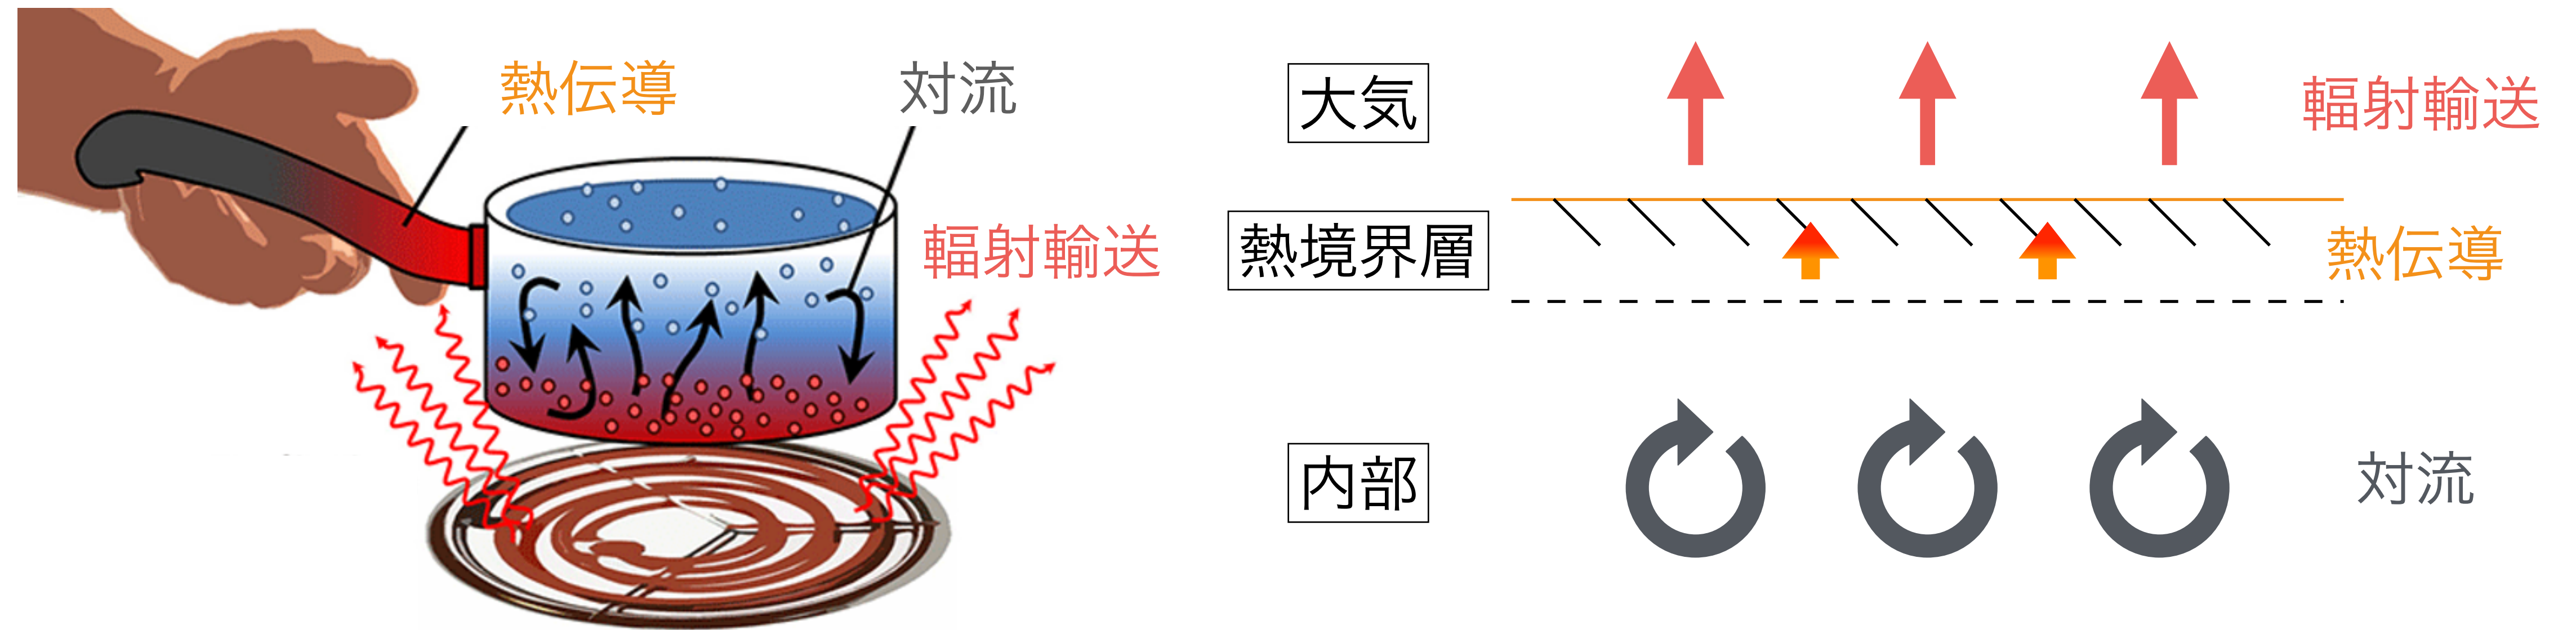 熱伝導
対流
輻射輸送
大気
輻射輸送
熱境界層
熱伝導
内部
対流